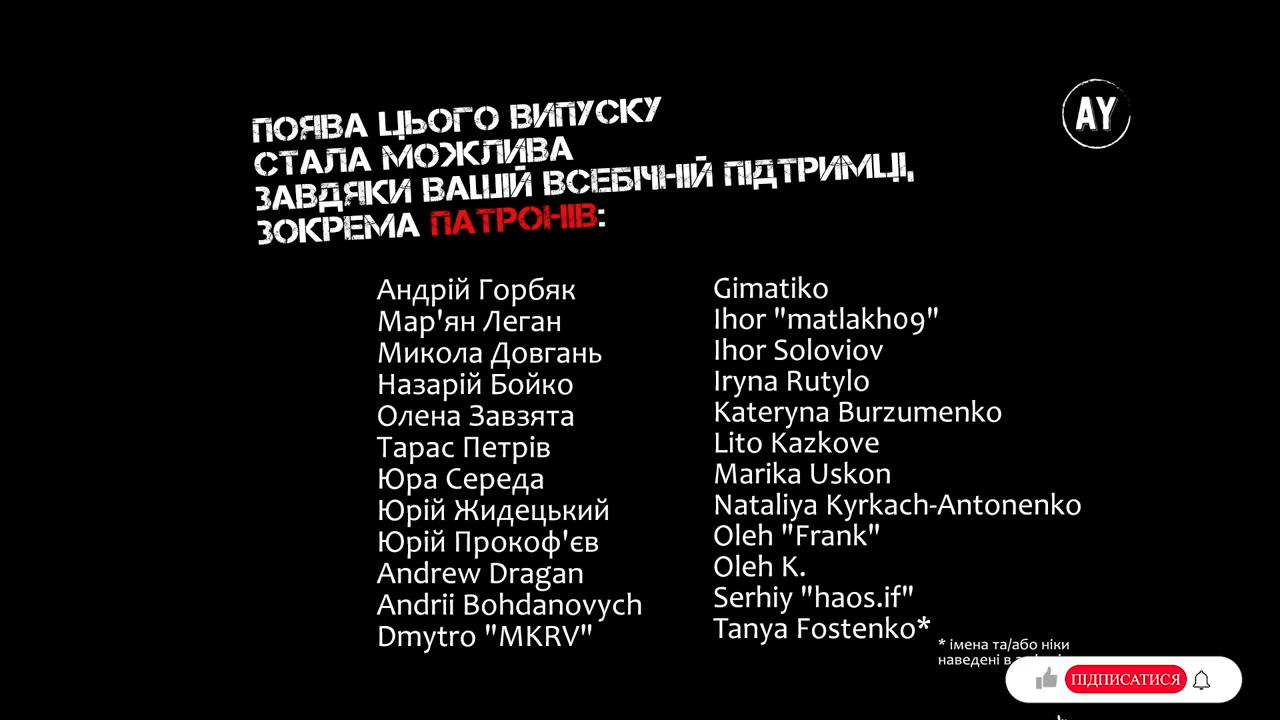 ПОЯВА ЦЬОГО ВИПУСКУ
СТАЛА МОЖЛИВА
ЗАВДЯКИ ВАШІЙ ВСЕБІЧНІЙ ПІДТРИМЦІ,
ЗОКРЕМА ПАТРОНІВ:
AY
Андрій Горбяк
Мар'ян Леган
Микола Довгань
Назарій Бойко
Олена Завзята
Тарас Петрів
Юра Середа
Юрій Жидецький
Юрій Прокоф'єв
Andrew Dragan
Andrii Bohdanovych
Dmytro "MKRV"
Gimatiko
Ihor "matlakh09"
Ihor Soloviov
Iryna Rutylo
Kateryna Burzumenko
Lito Kazkove
Marika Uskon
Nataliya Kyrkach-Antonenko
Oleh "Frank"
Oleh K.
Serhiy "haos.if"
Tanya Fostenko*
* імена та/або ніки
наведені в
ПІДПИСАТИСЯ